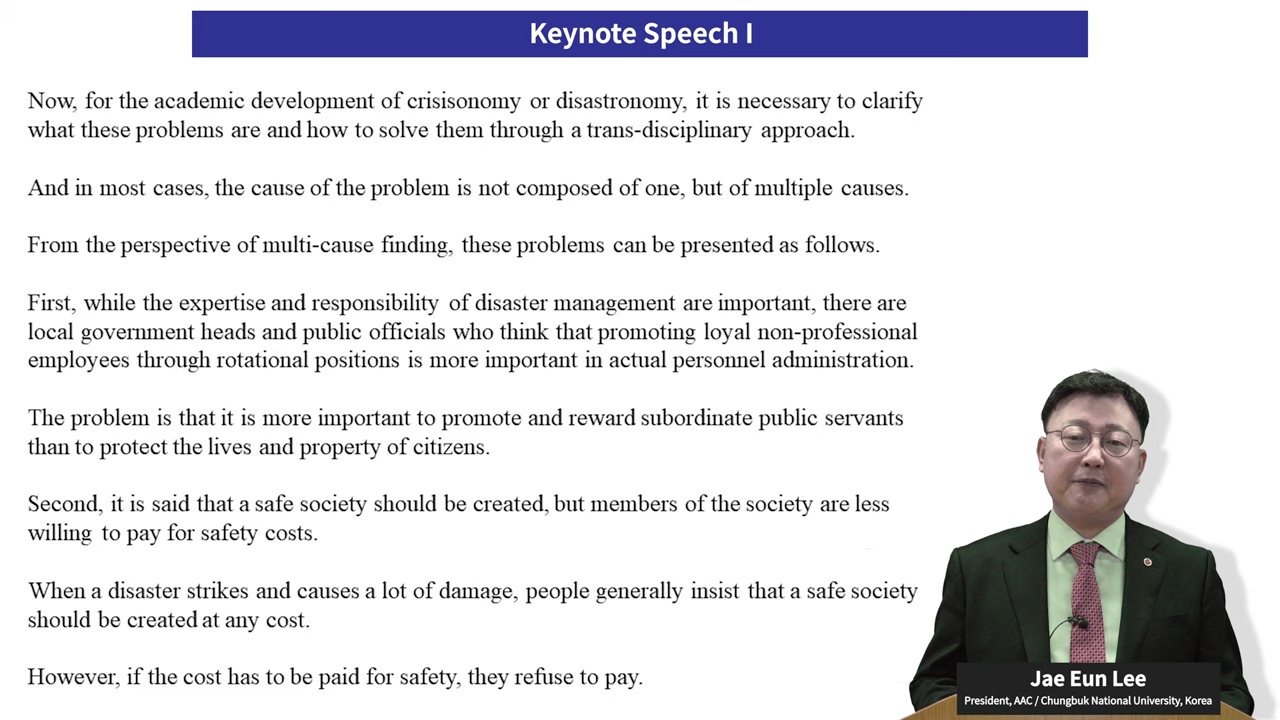 Keynote Speech I
Now, for the academic development of crisisonomy or disastronomy, it is necessary to clarify
what these problems are and how to solve them through a trans-disciplinary approach.
And in most cases, the cause of the problem is not composed of one, but of multiple causes.
From the perspective of multi-cause finding, these problems can be presented as follows.
First, while the expertise and responsibility of disaster management are important, there are
local government heads and public officials who think that promoting loyal non-professional
employees through rotational positions is more important in actual personnel administration.
The problem is that it is more important to promote and reward subordinate public servants
than to protect the lives and property of citizens.
Second, it is said that a safe society should be created, but members of the society are less
willing to pay for safety costs.
When a disaster strikes and causes a lot of damage, people generally insist that a safe society
should be created at any cost.
However, if the cost has to be paid for safety, they refuse to pay.
Jae Eun Lee
President, AAC / Chungbuk National University, Korea